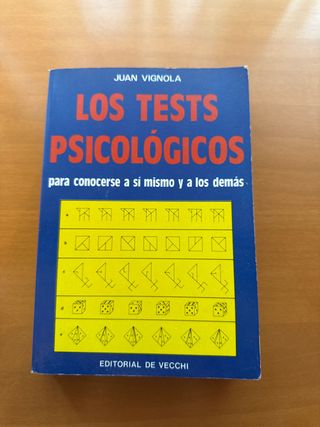 JUAN VIGNOLA
LOS TESTS
PSICOLÓGICOS
para conocerse a sí mismo y a los demás
a
b
c
d
e
EDITORIAL DE VECCHI